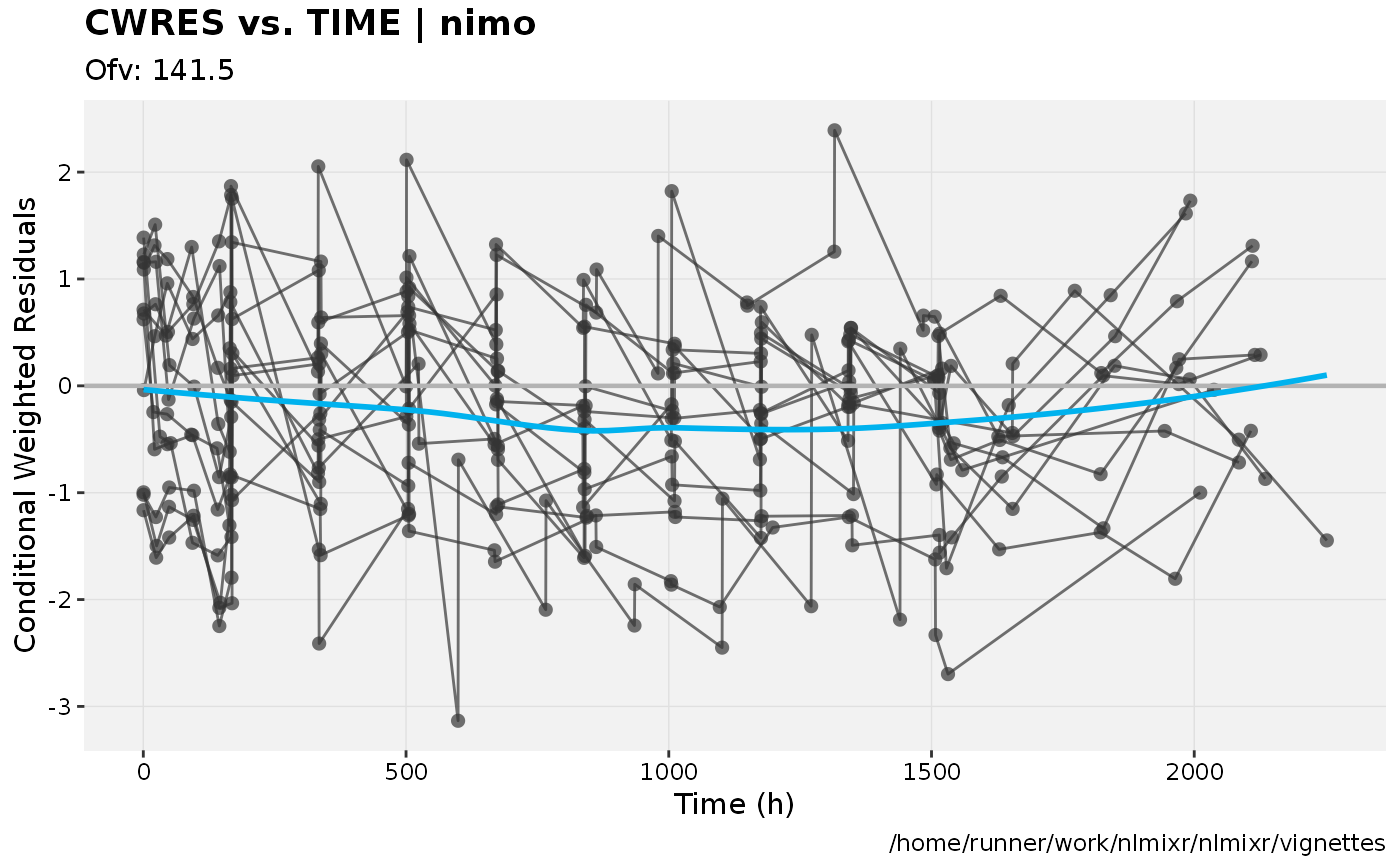 CWRES vs. TIME | nimo
Ofv: 141.5
Conditional Weighted Residuals
2
1
0
-1
-2
-3
0 500 1000 1500 2000
Time (h)
/home/runner/work/nlmixr/nlmixr/vignettes